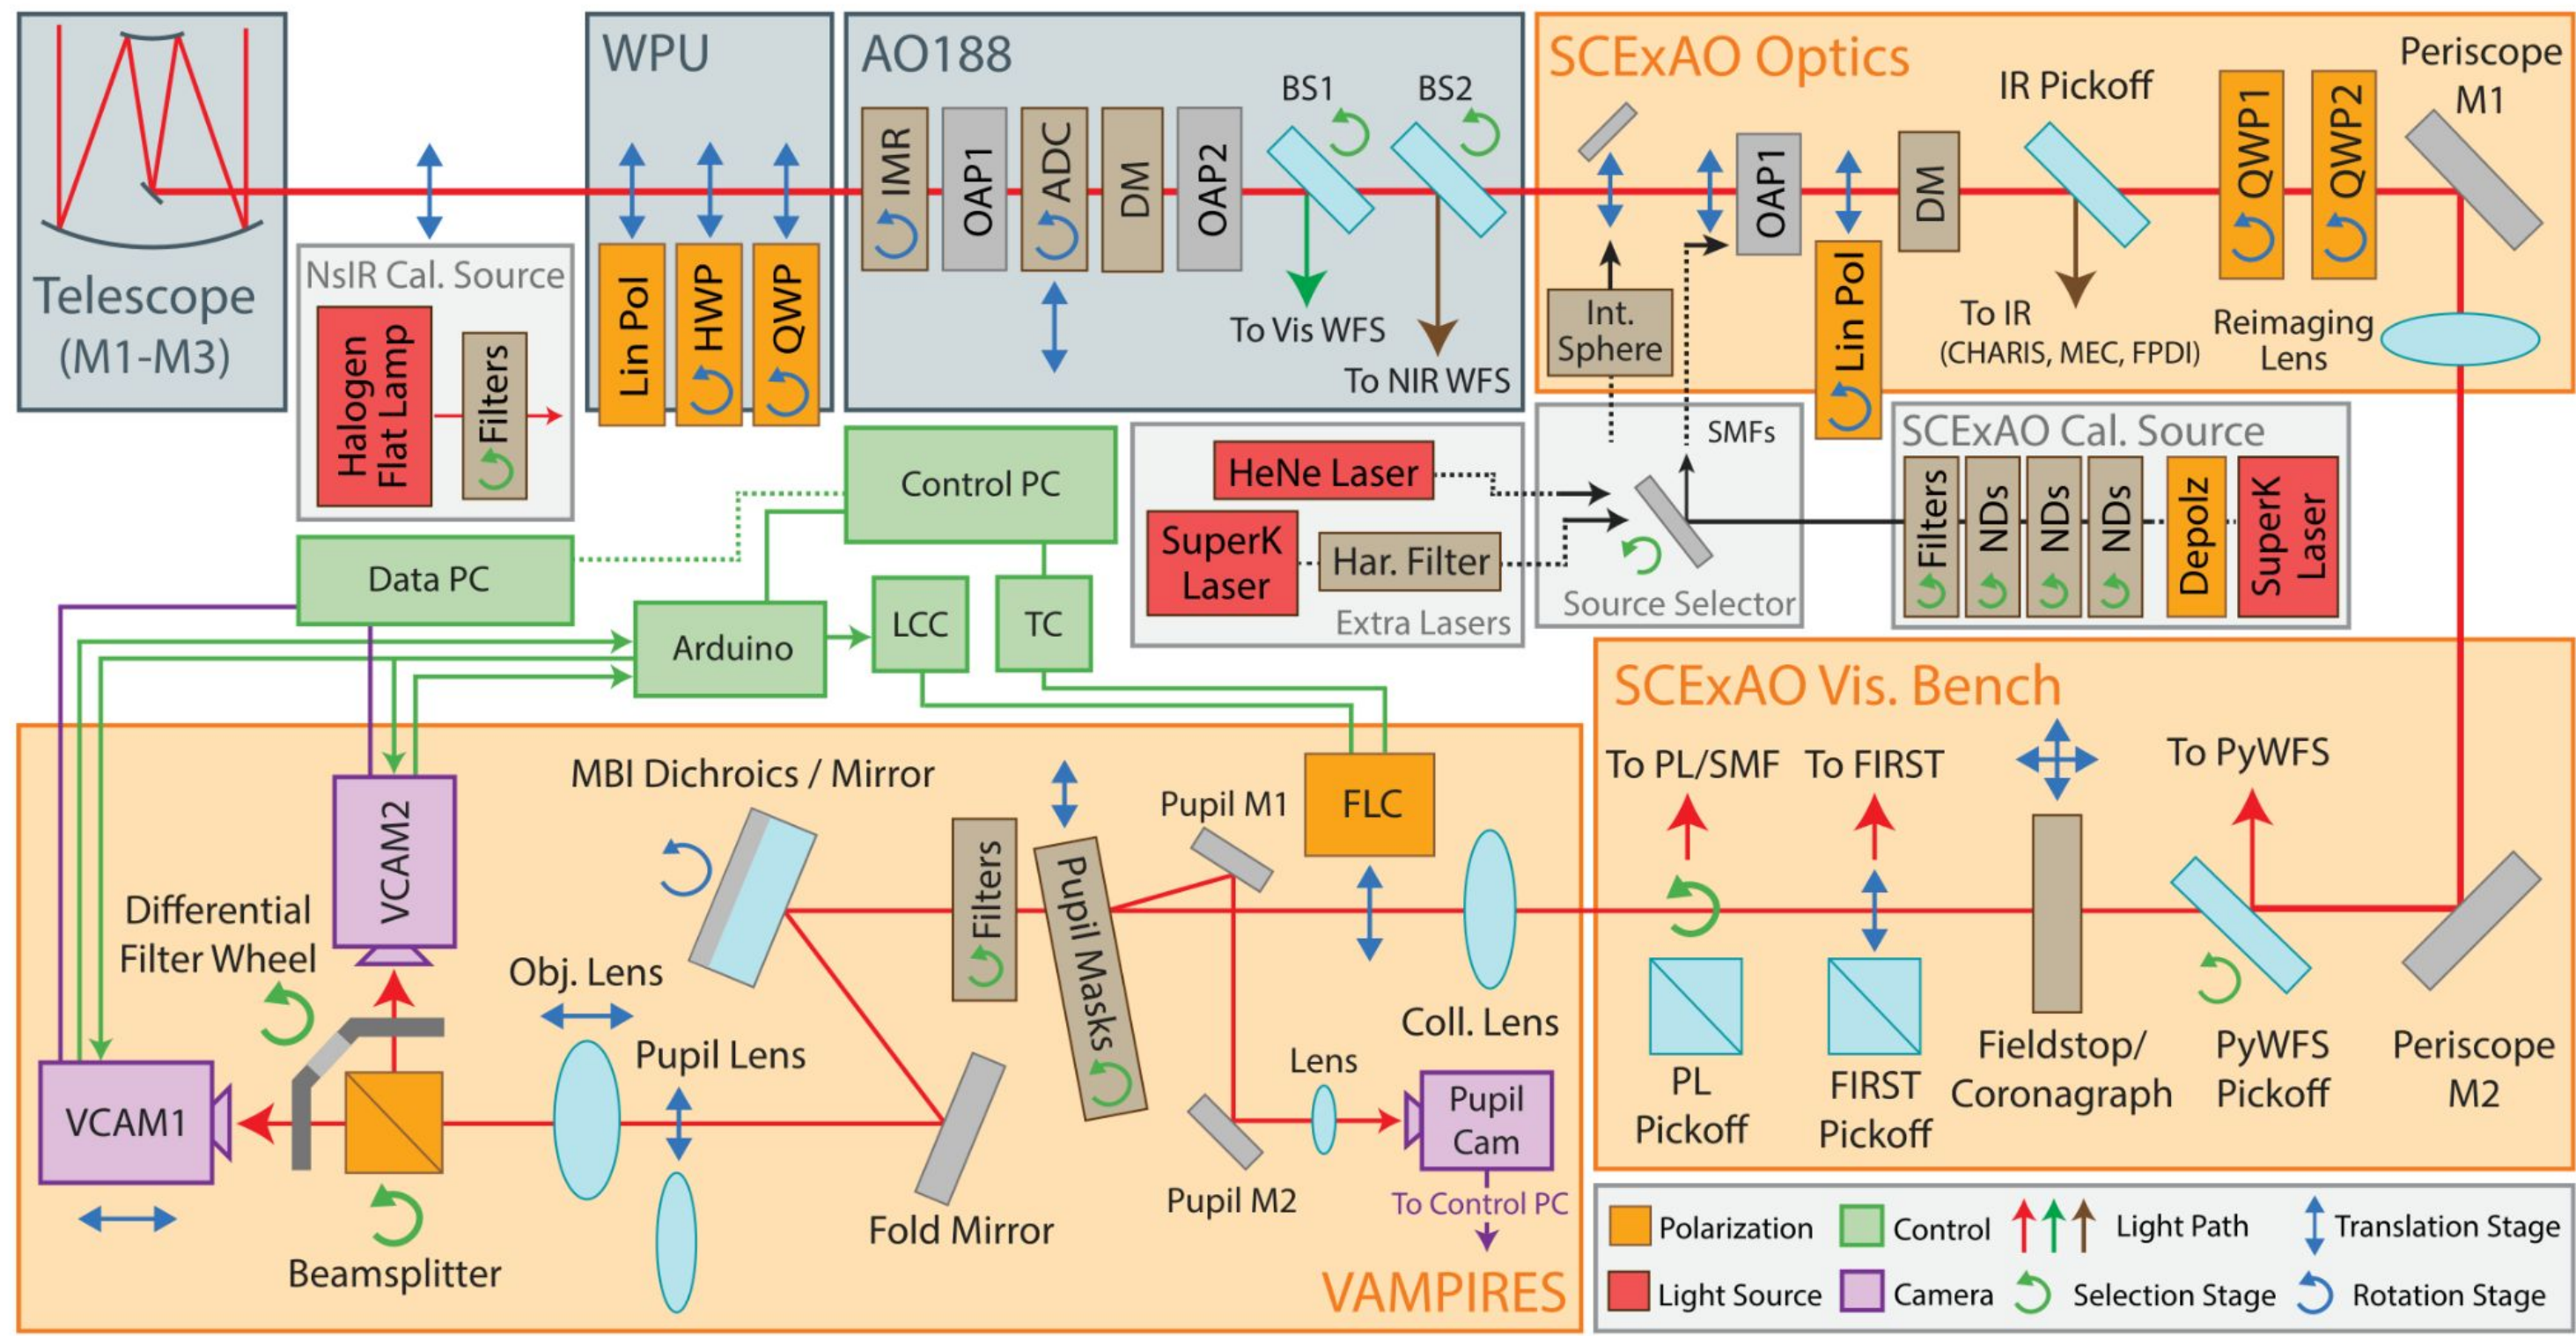 Telescope
(M1-M3)
NsIR Cal. Source
Halogen
Flat Lamp
Filters
WPU
Lin Pol
HWP
QWP
AO188
IMR
OAP1
ADC
DM
OAP2
BS1
BS2
To Vis WFS
To NIR WFS
SCExAO Optics
OAP1
Lin Pol
DM
IR Pickoff
To IR
(CHARIS, MEC, FPDI)
QWP1
QWP2
Periscope
M1
Reimaging
Lens
Int.
Sphere
SMFs
Source Selector
HeNe Laser
SuperK
Laser
Har. Filter
Extra Lasers
SCExAO Cal. Source
Filters
NDs
NDs
NDs
Depolz
SuperK
Laser
Control PC
Data PC
Arduino
LCC
TC
SCExAO Vis. Bench
To PL/SMF
To FIRST
To PyWFS
PL
Pickoff
FIRST
Pickoff
Fieldstop/
Coronagraph
PyWFS
Pickoff
Periscope
M2
MBI Dichroics / Mirror
Filters
Pupil Masks
Pupil M1
FLC
Coll. Lens
VCAM2
Differential
Filter Wheel
Obj. Lens
Pupil Lens
VCAM1
Beamsplitter
Fold Mirror
Lens
Pupil M2
Pupil
Cam
To Control PC
VAMPIRES
Polarization
Control
Light Path
Translation Stage
Light Source
Camera
Selection Stage
Rotation Stage